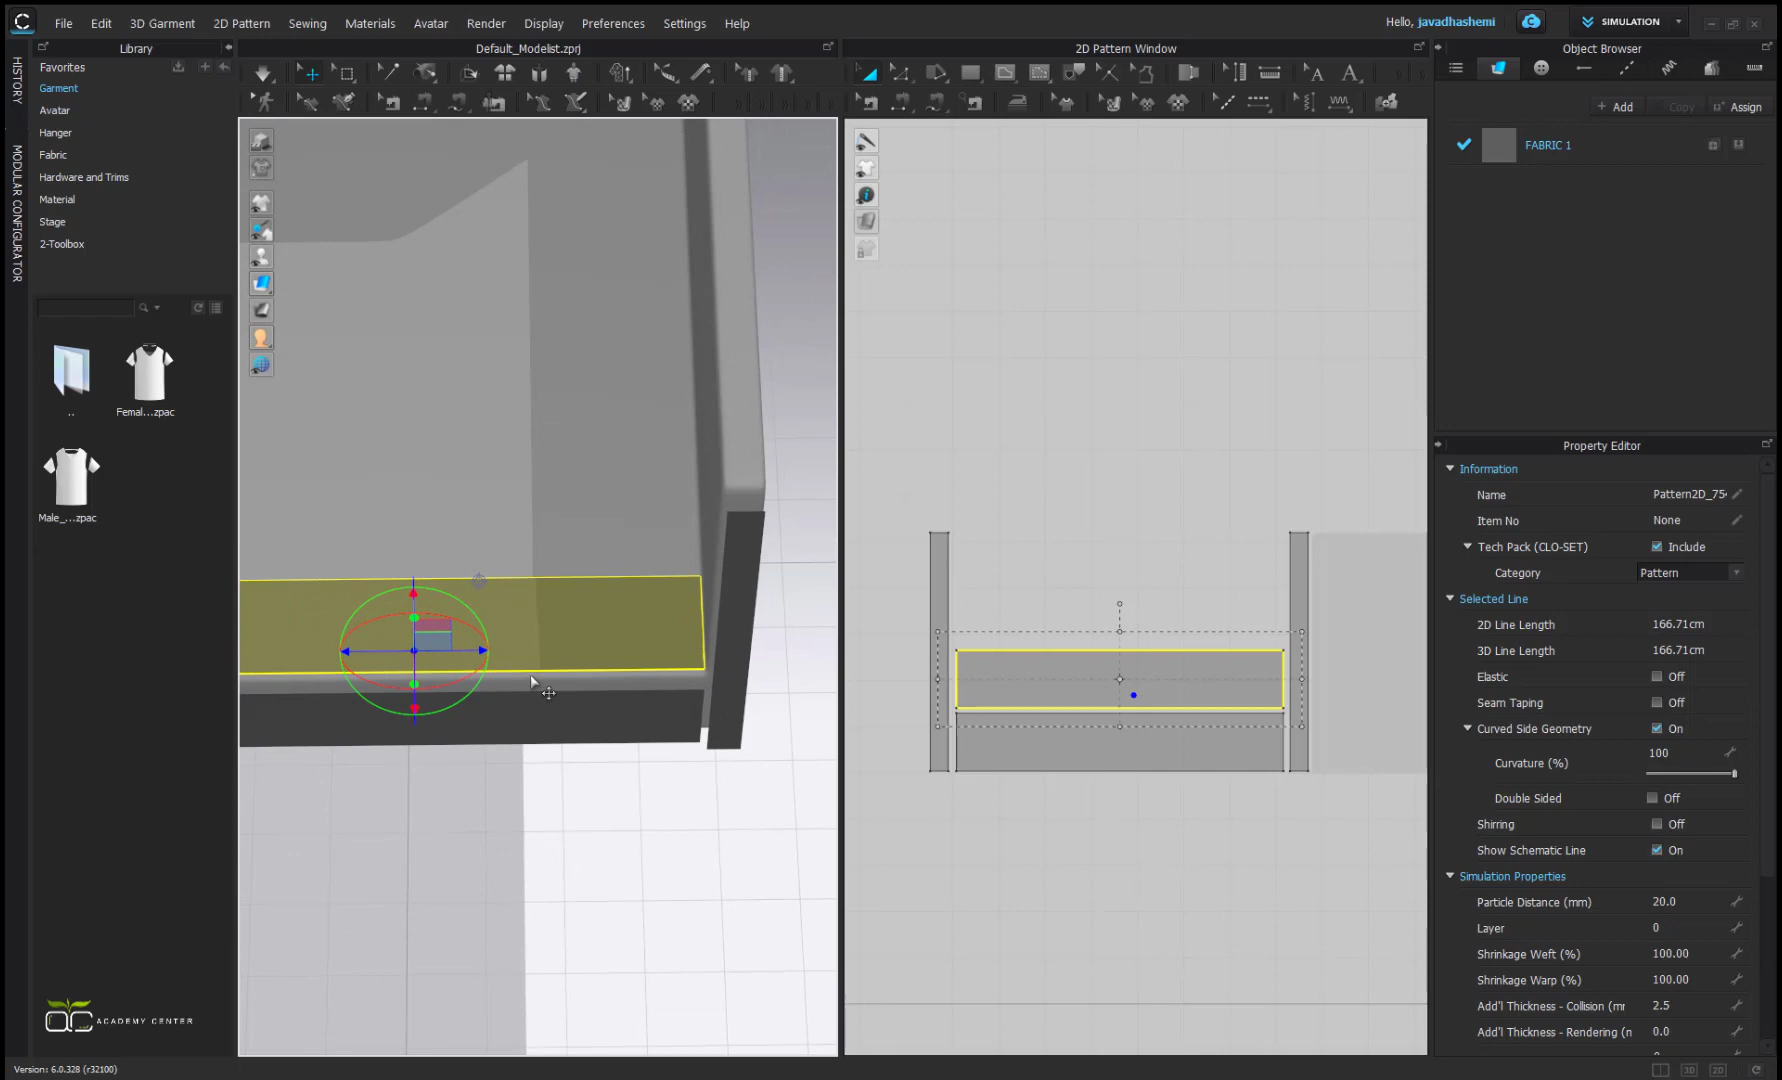 File Edit 3D Garment 2D Pattern Sewing Materials Avatar Render Display Preferences Settings Help
Hello, javadhashemi
SIMULATION
HISTORY
MODULAR CONFIGURATOR
Library
Favorites
Garment
Avatar
Hanger
Fabric
Hardware and Trims
Material
Stage
2-Toolbox
..
Femal...zpac
Male_...zpac
ACADEMY CENTER
Version: 6.0.328 (r32100)
Default_Modelist.zprj
2D Pattern Window
Object Browser
+ Add Copy Assign
FABRIC 1
Property Editor
Information
Name Pattern2D_75
Item No None
Tech Pack (CLO-SET) Include
Category Pattern
Selected Line
2D Line Length 166.71cm
3D Line Length 166.71cm
Elastic Off
Seam Taping Off
Curved Side Geometry On
Curvature (%) 100
Double Sided Off
Shirring Off
Show Schematic Line On
Simulation Properties
Particle Distance (mm) 20.0
Layer 0
Shrinkage Weft (%) 100.00
Shrinkage Warp (%) 100.00
Add'l Thickness - Collision (mr 2.5
Add'l Thickness - Rendering (n 0.0
3D 2D